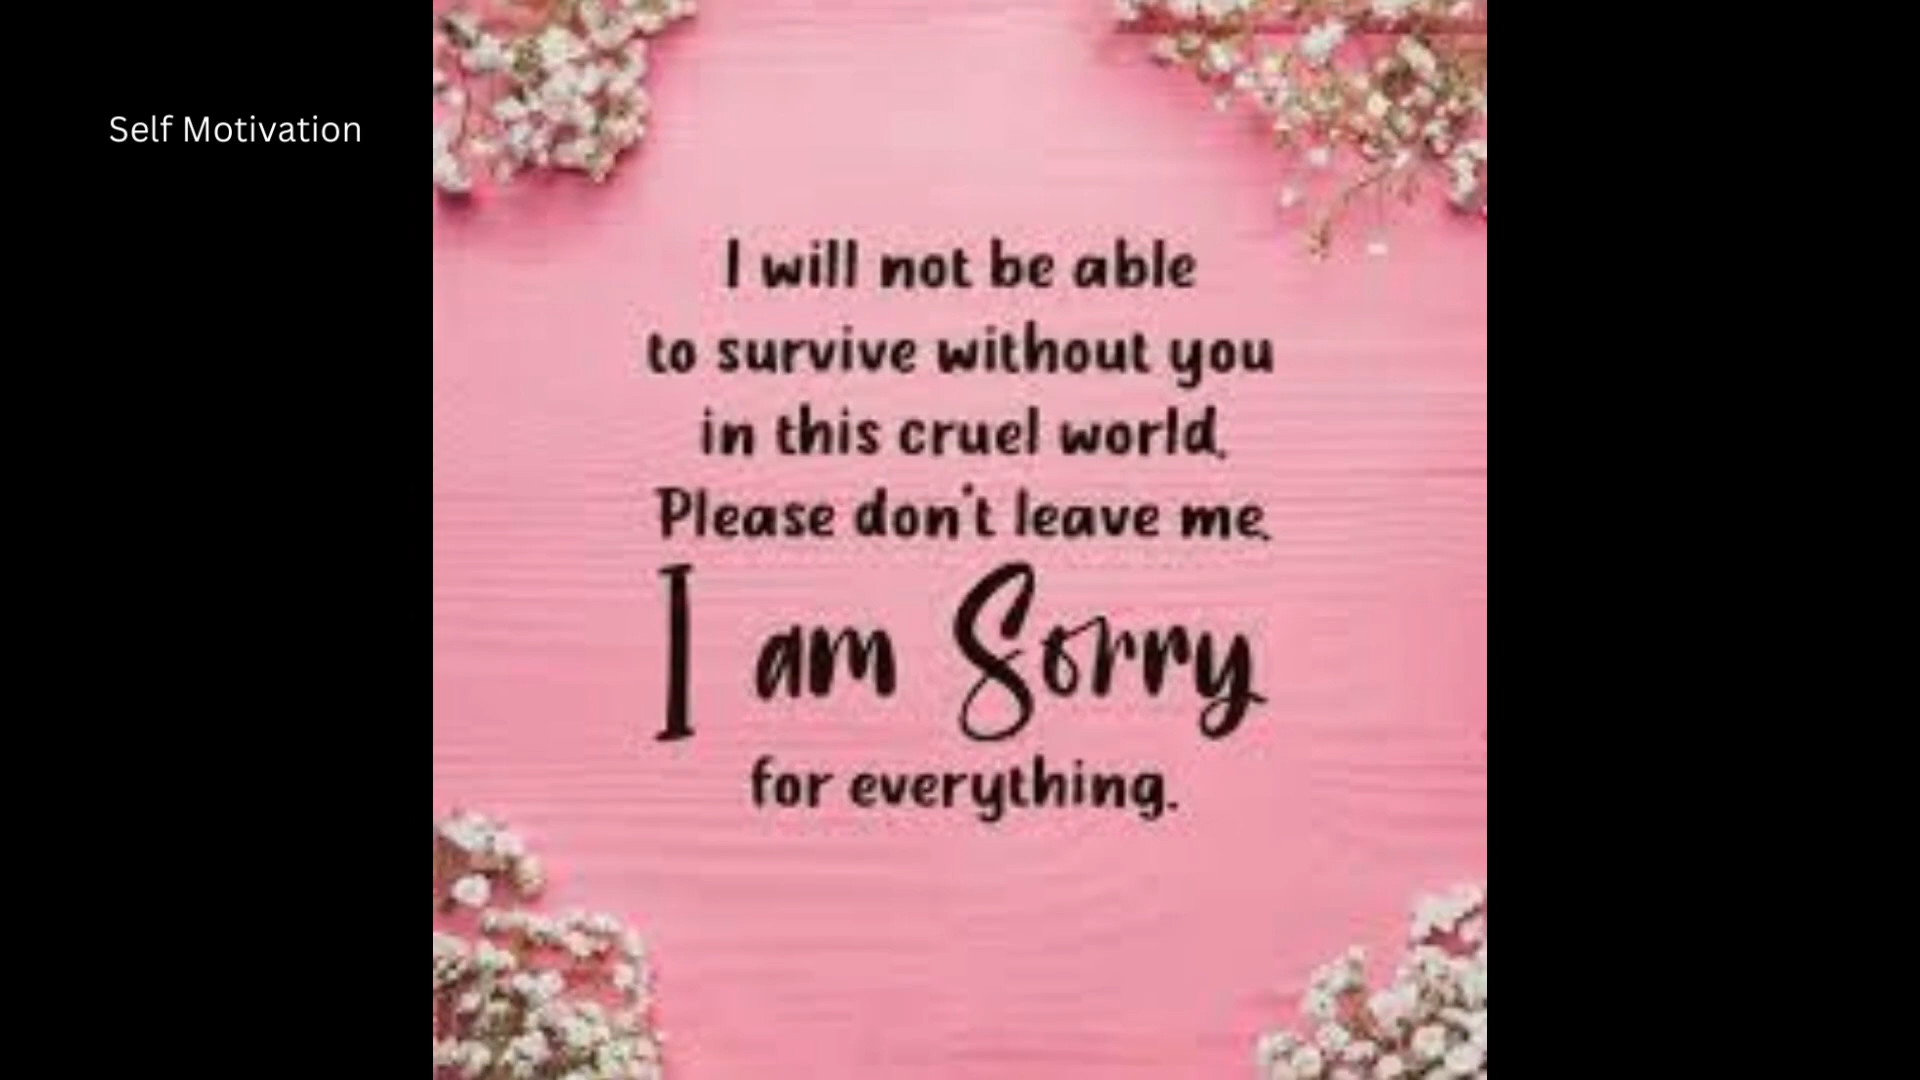 Self Motivation
I will not be able
to survive without you
in this cruel world.
Please don't leave me.
I am Sorry
for everything.